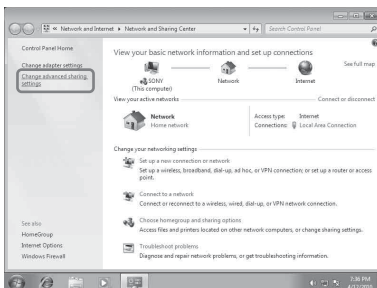 « Network and Internet ▸ Network and Sharing Center
Search Control Panel
Control Panel Home
Change adapter settings
Change advanced sharing settings
See also
HomeGroup
Internet Options
Windows Firewall
View your basic network information and set up connections
See full map
SONY
(This computer)
Network
Internet
View your active networks
Connect or disconnect
Network
Home network
Access type: Internet
Connections: Local Area Connection
Change your networking settings
Set up a new connection or network
Set up a wireless, broadband, dial-up, ad hoc, or VPN connection; or set up a router or access
point.
Connect to a network
Connect or reconnect to a wireless, wired, dial-up, or VPN network connection.
Choose homegroup and sharing options
Access files and printers located on other network computers, or change sharing settings.
Troubleshoot problems
Diagnose and repair network problems, or get troubleshooting information.
7:36 PM